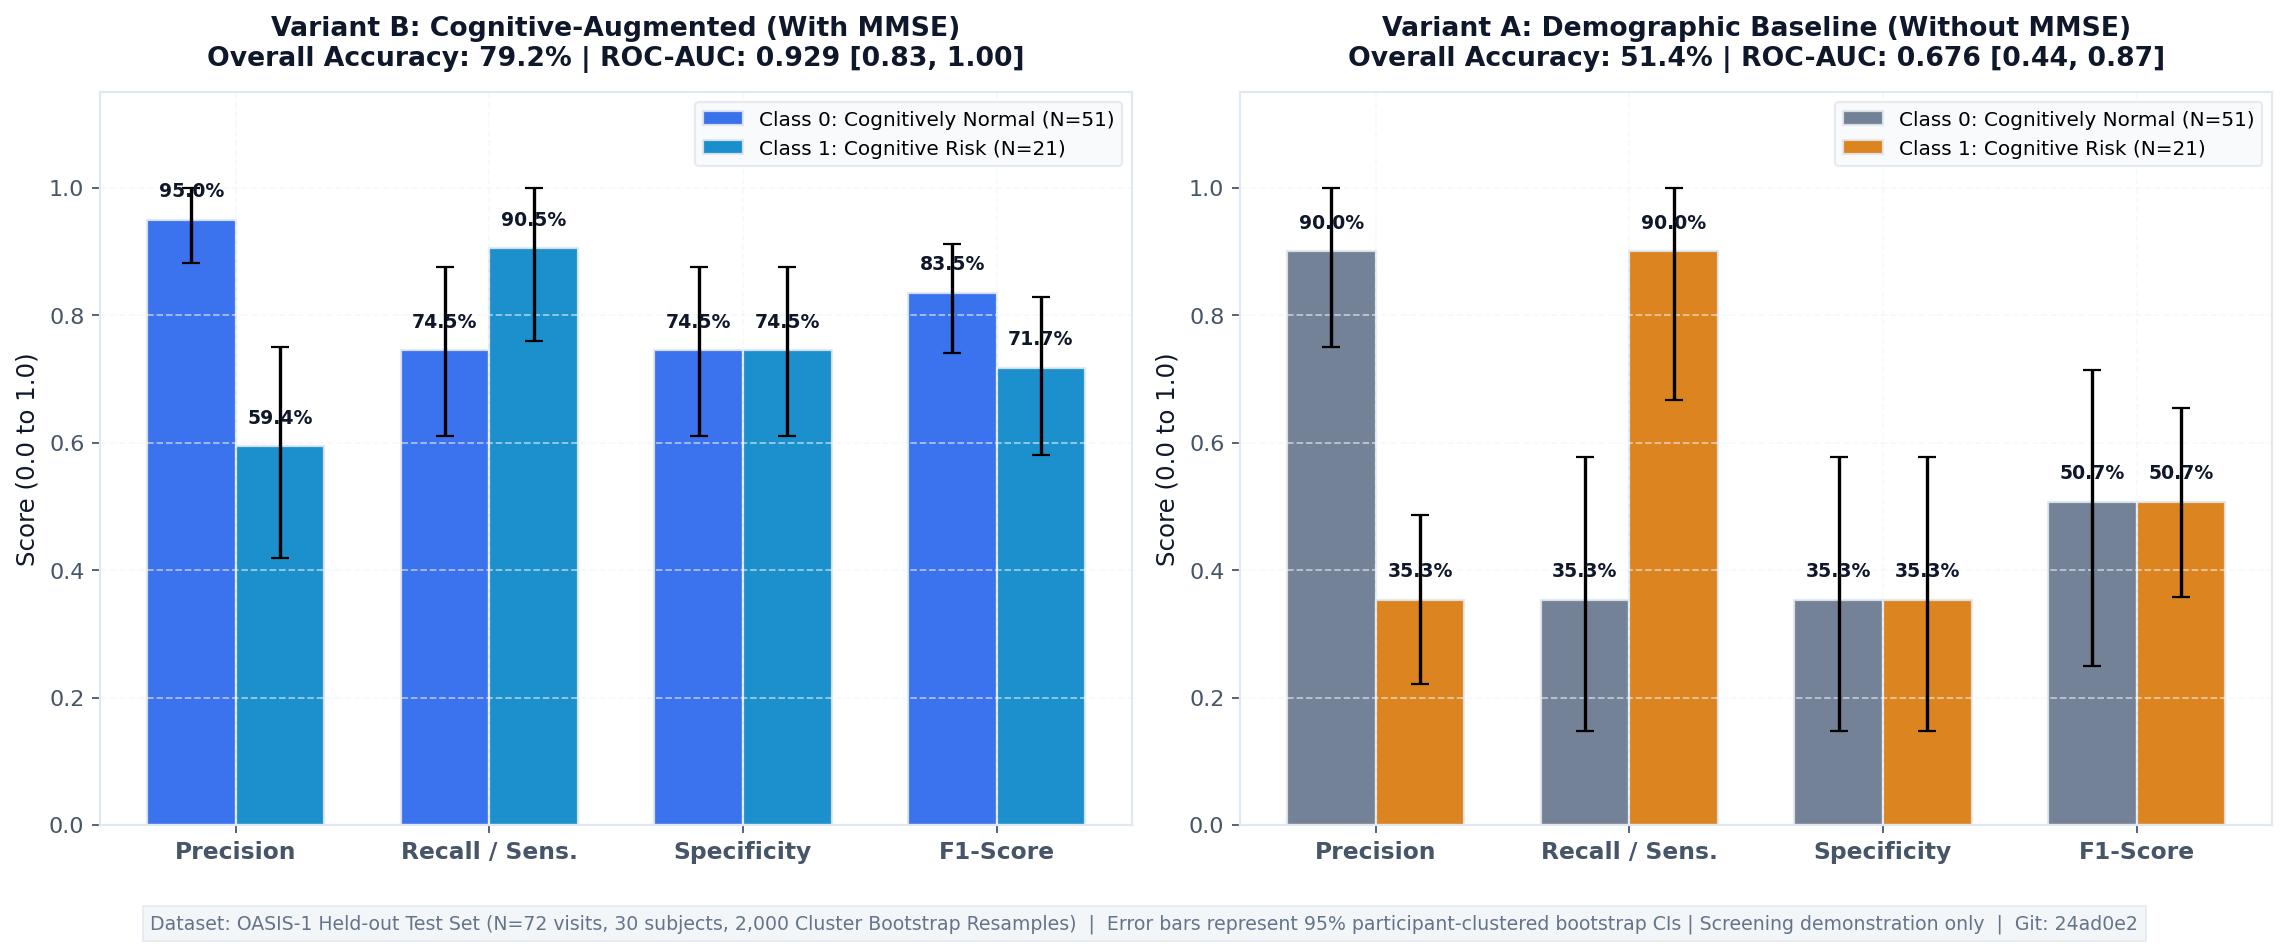 Variant B: Cognitive-Augmented (With MMSE)
Overall Accuracy: 79.2% | ROC-AUC: 0.929 [0.83, 1.00]
Class 0: Cognitively Normal (N=51)
Class 1: Cognitive Risk (N=21)
Score (0.0 to 1.0)
1.0
0.8
0.6
0.4
0.2
0.0
95.0%
59.4%
74.5%
90.5%
74.5%
74.5%
83.5%
71.7%
Precision
Recall / Sens.
Specificity
F1-Score
Variant A: Demographic Baseline (Without MMSE)
Overall Accuracy: 51.4% | ROC-AUC: 0.676 [0.44, 0.87]
Class 0: Cognitively Normal (N=51)
Class 1: Cognitive Risk (N=21)
Score (0.0 to 1.0)
1.0
0.8
0.6
0.4
0.2
0.0
90.0%
35.3%
35.3%
90.0%
35.3%
35.3%
50.7%
50.7%
Precision
Recall / Sens.
Specificity
F1-Score
Dataset: OASIS-1 Held-out Test Set (N=72 visits, 30 subjects, 2,000 Cluster Bootstrap Resamples) | Error bars represent 95% participant-clustered bootstrap CIs | Screening demonstration only | Git: 24ad0e2